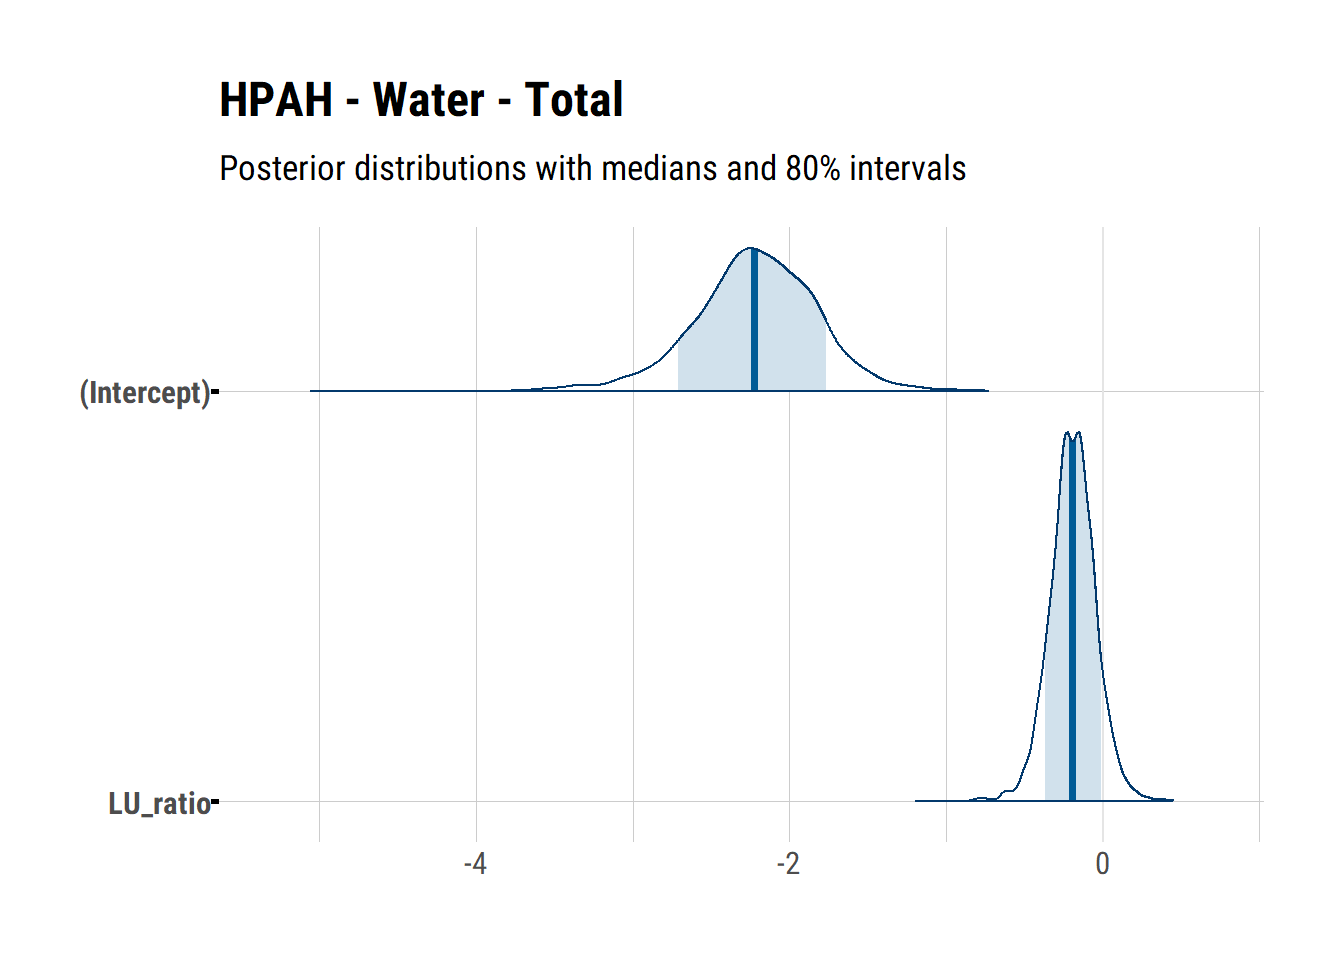 HPAH - Water - Total
Posterior distributions with medians and 80% intervals
(Intercept)
LU_ratio
-4 -2 0